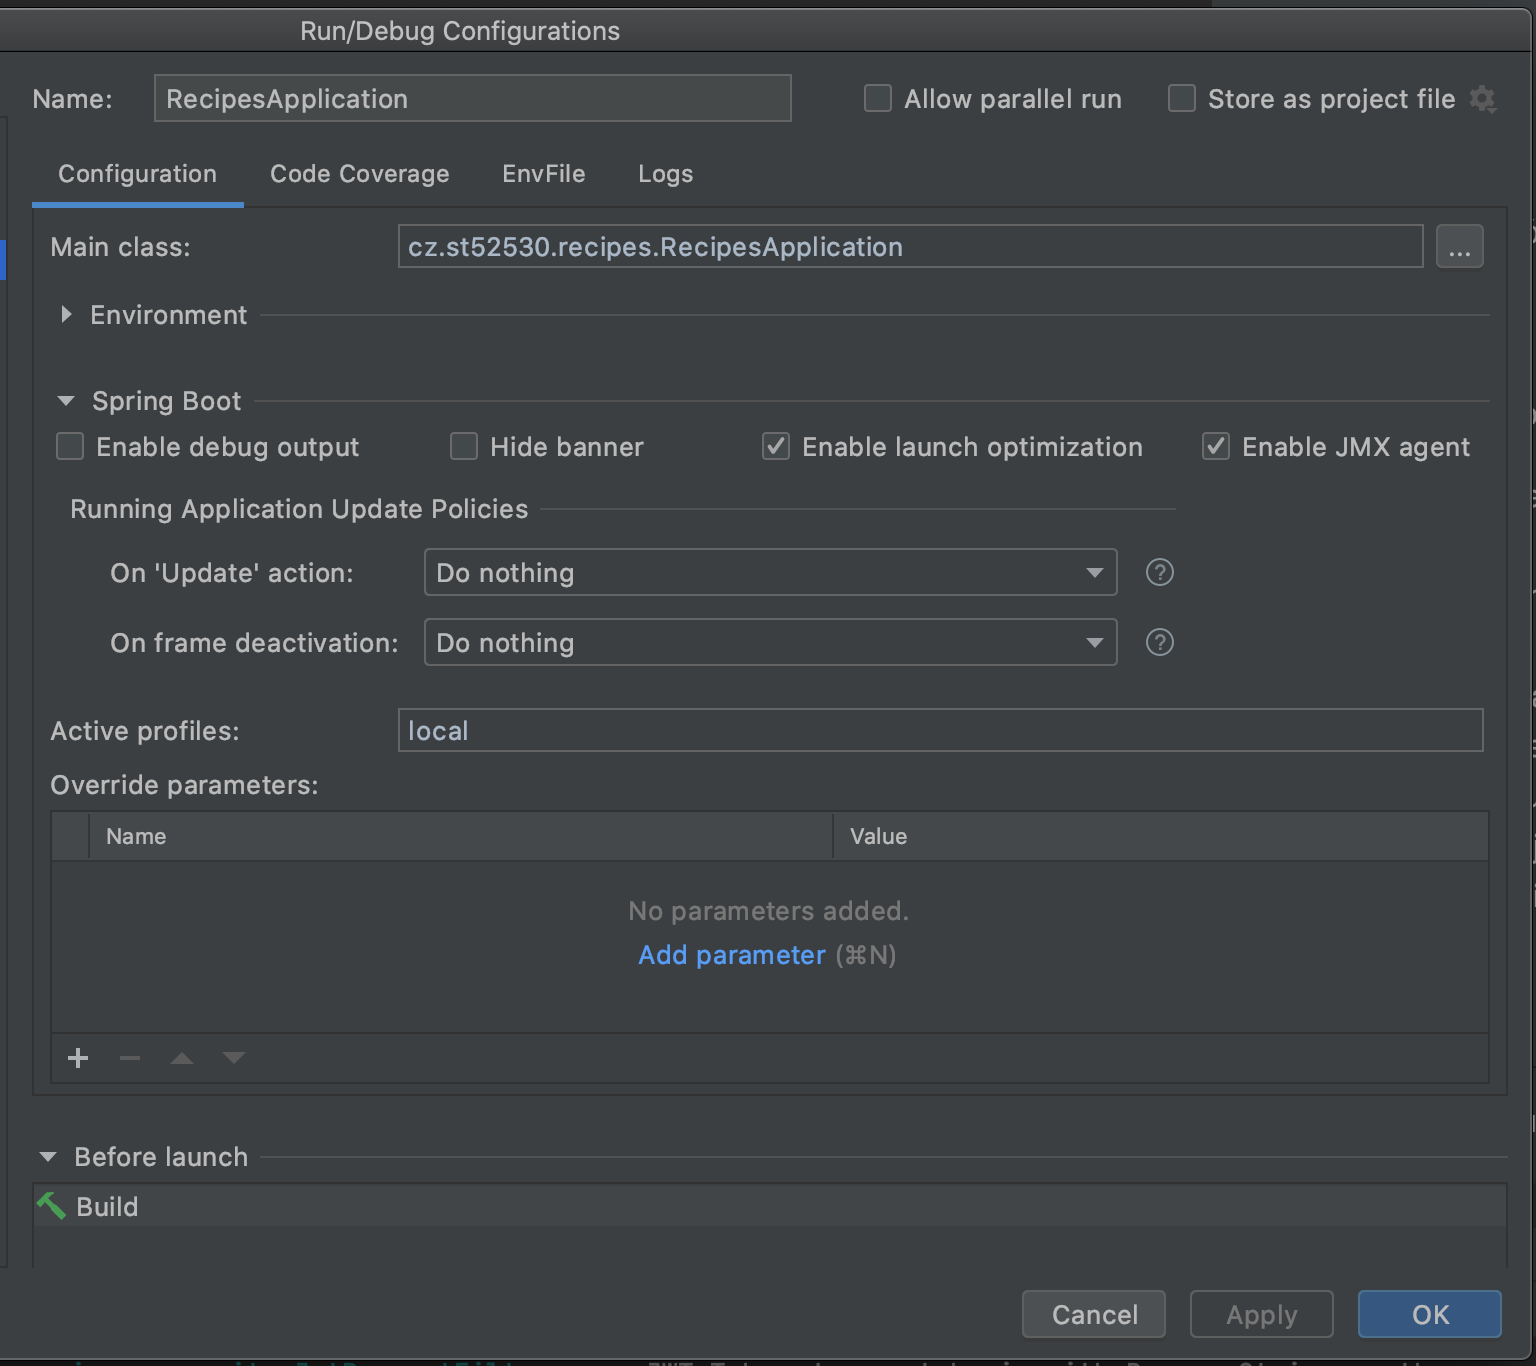 Run/Debug Configurations
Name: RecipesApplication Allow parallel run Store as project file
Configuration Code Coverage EnvFile Logs
Main class: cz.st52530.recipes.RecipesApplication ...
Environment
Spring Boot
Enable debug output Hide banner Enable launch optimization Enable JMX agent
Running Application Update Policies
On 'Update' action: Do nothing ?
On frame deactivation: Do nothing ?
Active profiles: local
Override parameters:
Name Value
No parameters added.
Add parameter (⌘N)
Before launch
Build
Cancel Apply OK